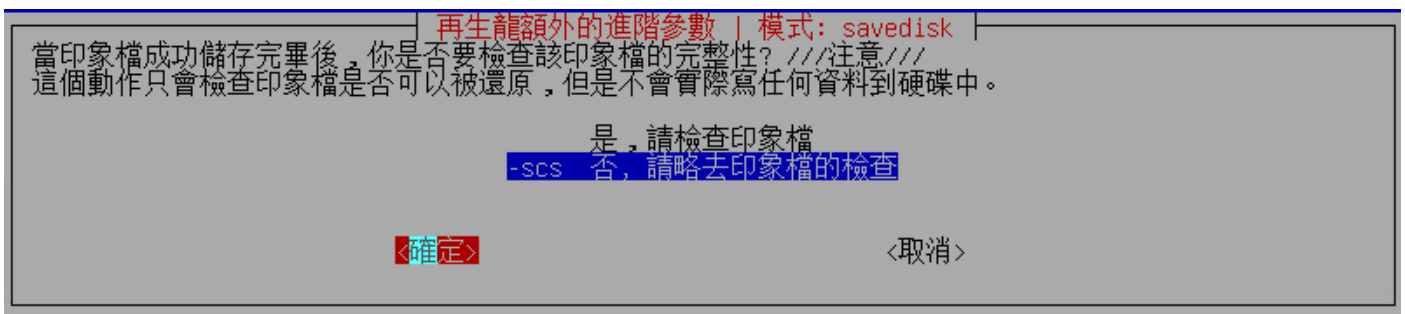 再生龍額外的進階參數 | 模式: savedisk
當印象檔成功儲存完畢後，你是否要檢查該印象檔的完整性? ///注意///
這個動作只會檢查印象檔是否可以被還原，但是不會實際寫任何資料到硬碟中。
是，請檢查印象檔
-scs 否, 請略去印象檔的檢查
<確定> <取消>